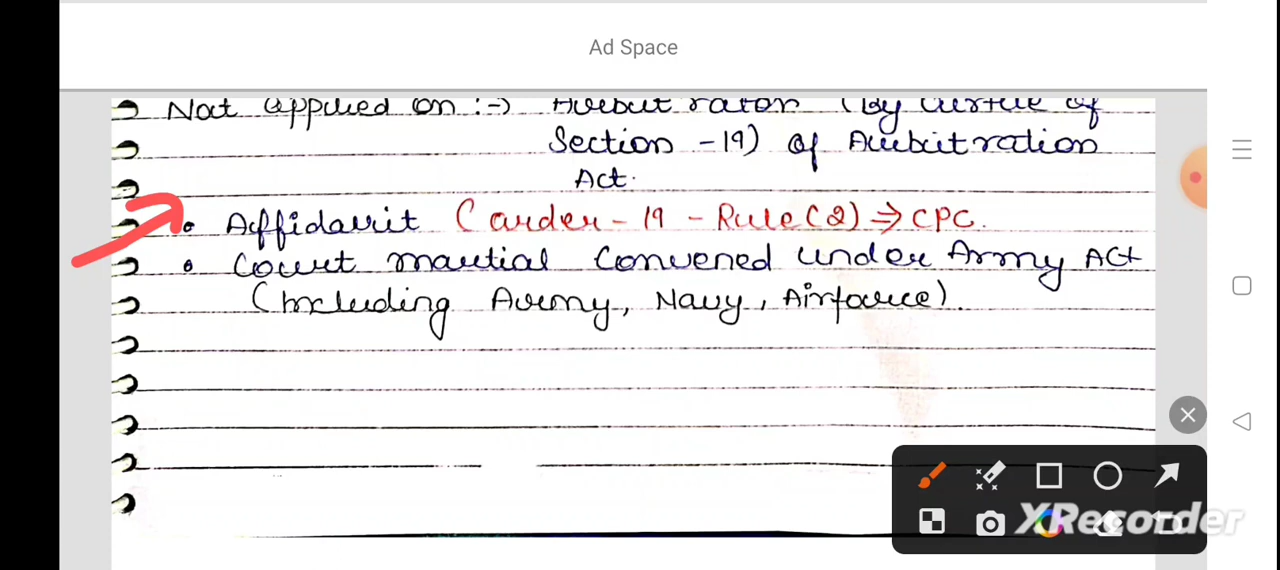 Ad Space
Not applied on :-> Arbitrator (By virtue of
Section -19) of Arbitration
Act.
• Affidavit (order - 19 - Rule(2) => CPC.
• Court martial Convened under Army Act
(Including Army, Navy, Airforce).
XRecorder